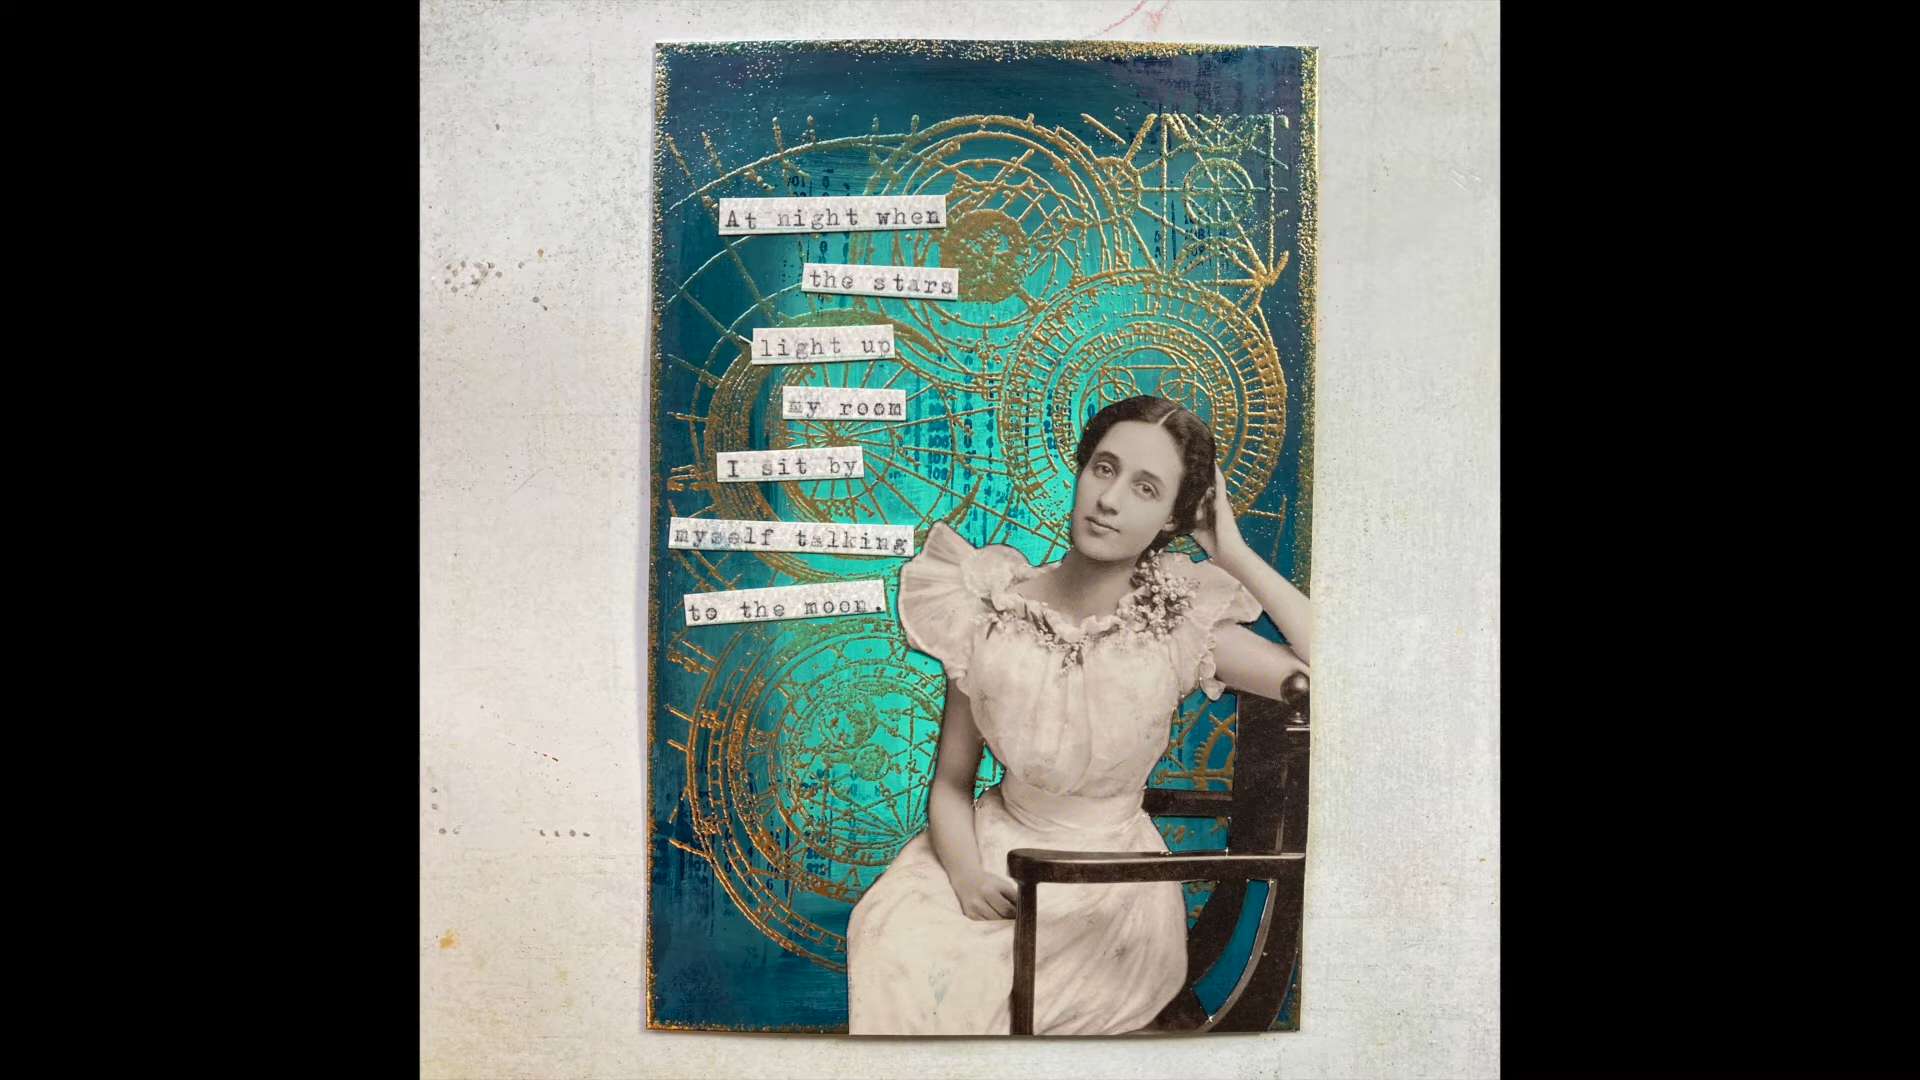 At night when
the stars
light up
my room
I sit by
myself talking
to the moon.